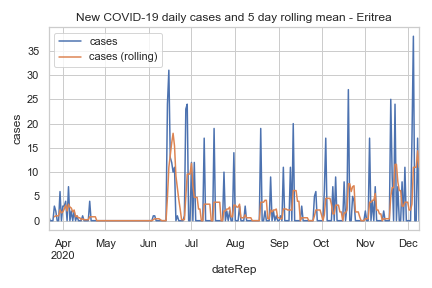 New COVID-19 daily cases and 5 day rolling mean - Eritrea
cases
cases (rolling)
35
30
25
20
15
10
5
0
cases
Apr May Jun Jul Aug Sep Oct Nov Dec
2020
dateRep